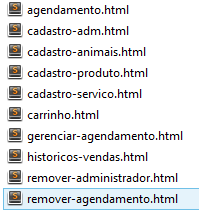 agendamento.html
cadastro-adm.html
cadastro-animais.html
cadastro-produto.html
cadastro-servico.html
carrinho.html
gerenciar-agendamento.html
historicos-vendas.html
remover-administrador.html
remover-agendamento.html